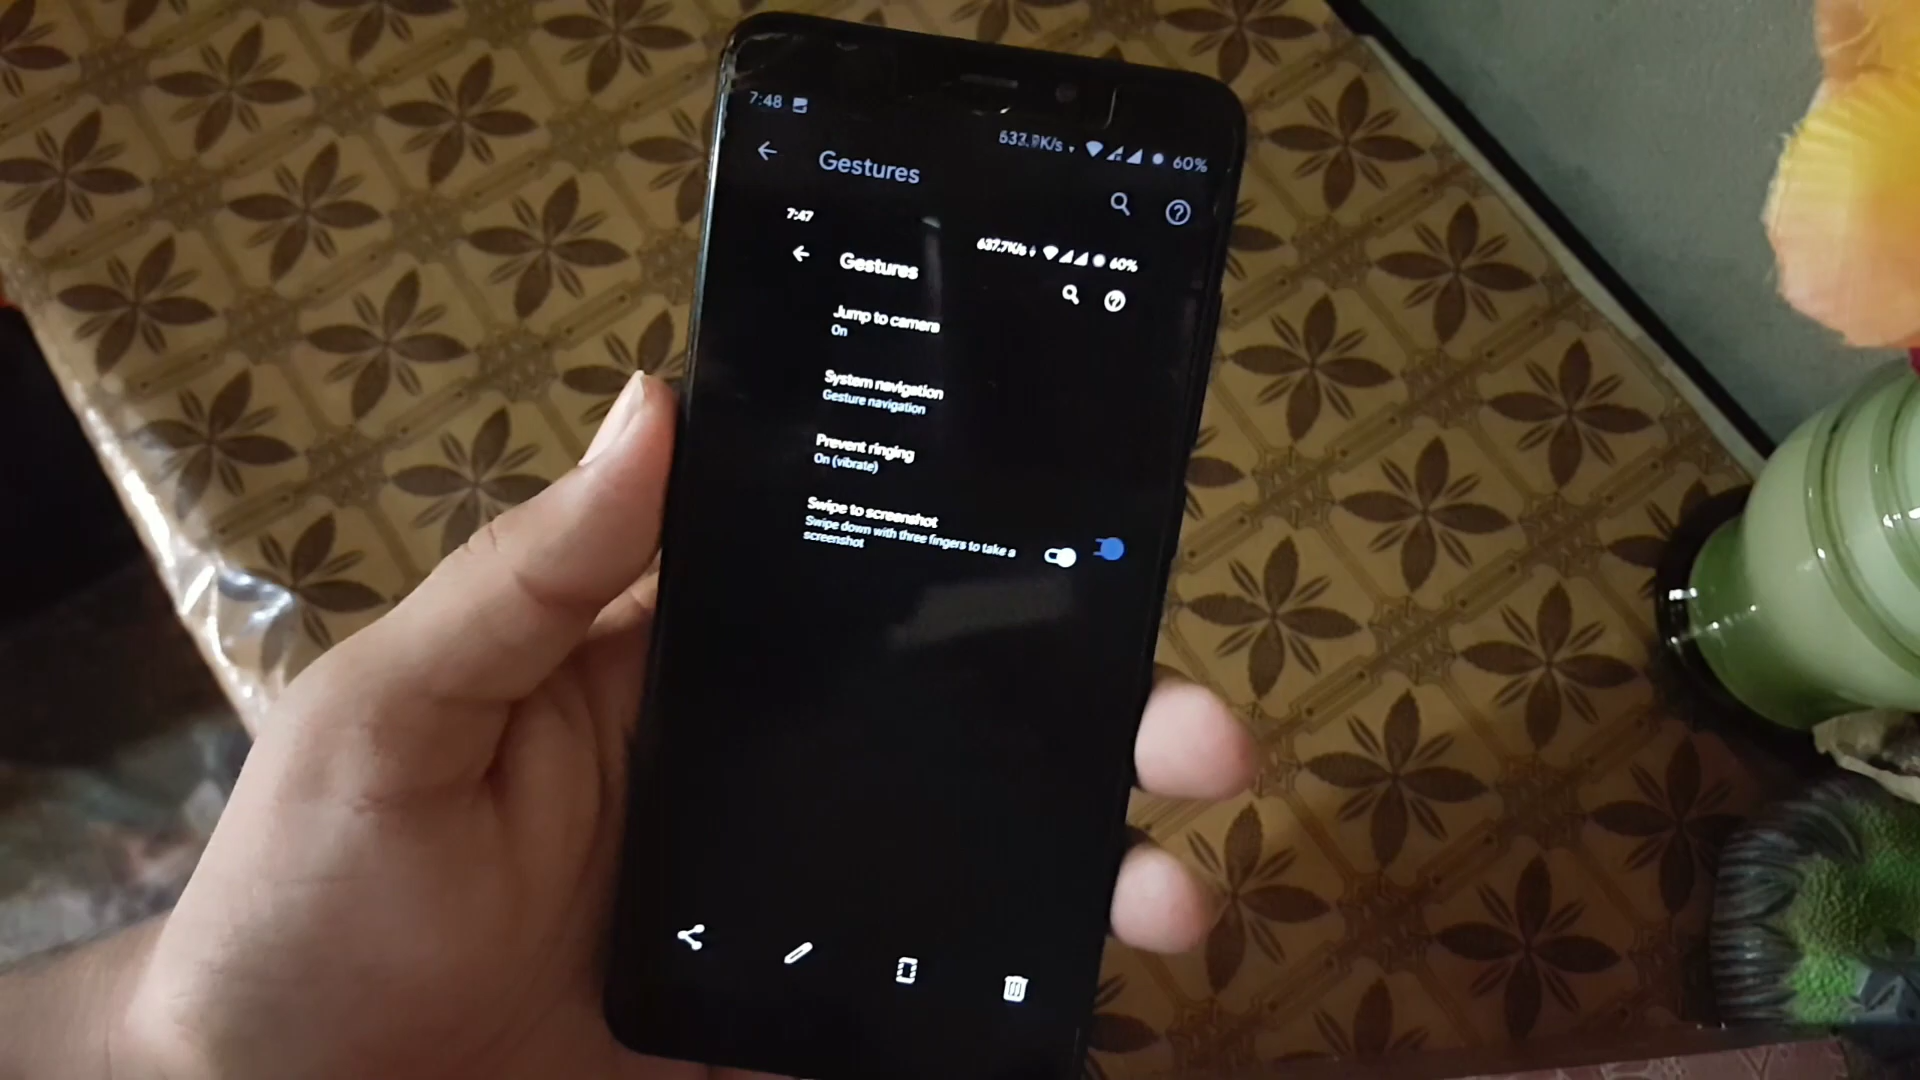 7:48
633.9K/s 60%
Gestures
7:47
637.7K/s 60%
Gestures
Jump to camera
On
System navigation
Gesture navigation
Prevent ringing
On (vibrate)
Swipe to screenshot
Swipe down with three fingers to take a
screenshot